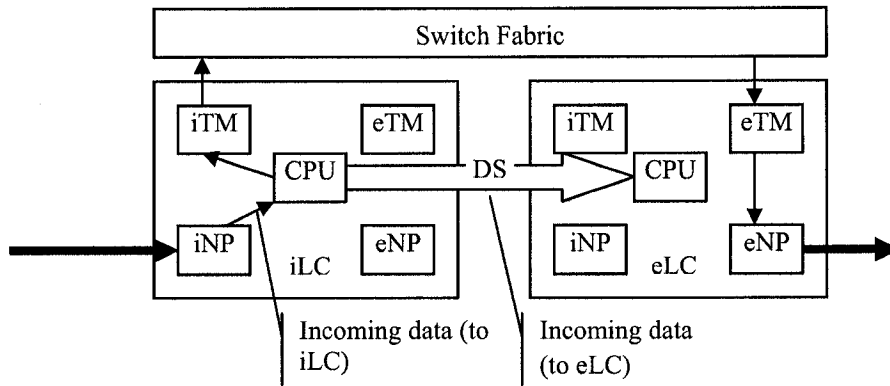 Switch Fabric
iTM
eTM
iTM
eTM
CPU
DS
CPU
iNP
eNP
iNP
eNP
iLC
eLC
Incoming data (to
iLC)
Incoming data
(to eLC)